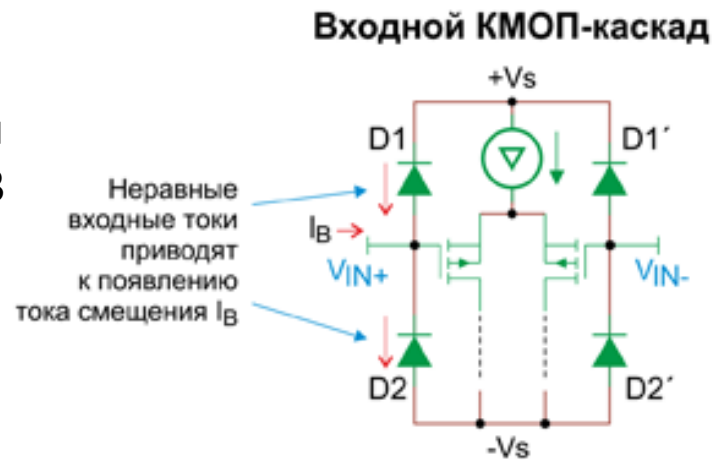 Входной КМОП-каскад
+Vs
D1
D1´
Неравные
входные токи
приводят
к появлению
тока смещения IB
IB
VIN+
VIN-
D2
D2´
-Vs